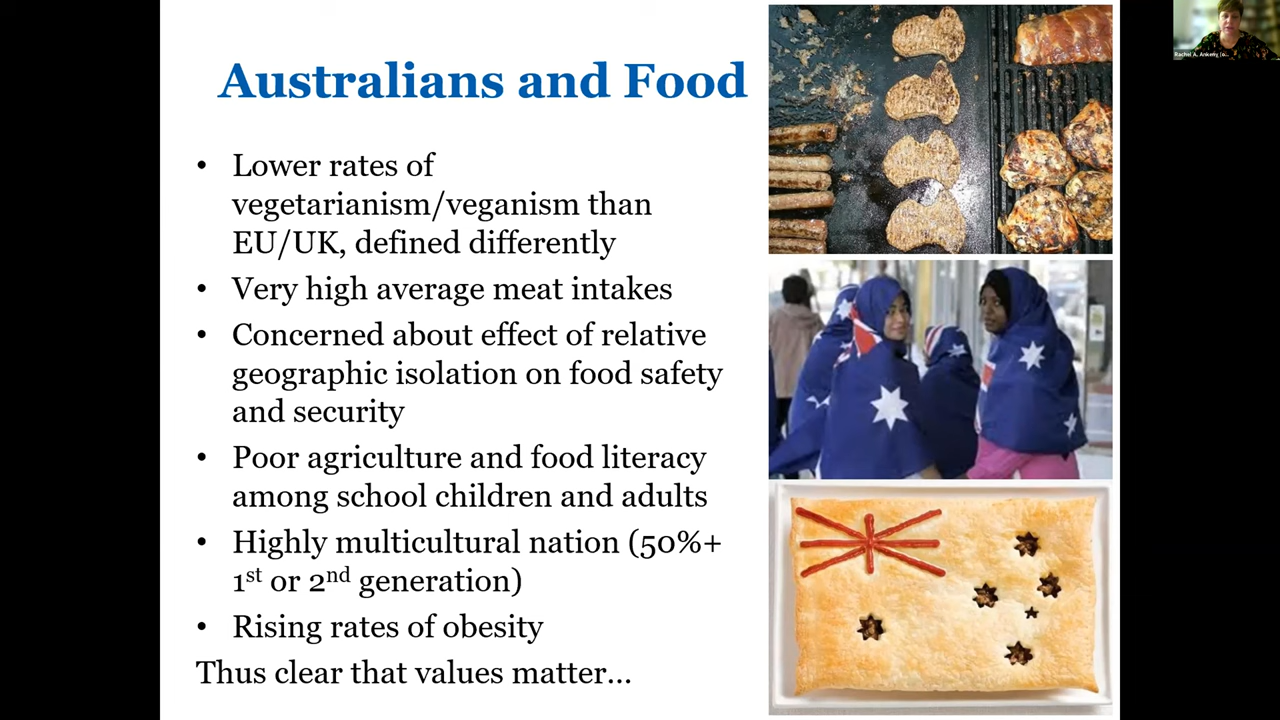 Australians and Food
• Lower rates of
vegetarianism/veganism than
EU/UK, defined differently
• Very high average meat intakes
• Concerned about effect of relative
geographic isolation on food safety
and security
• Poor agriculture and food literacy
among school children and adults
• Highly multicultural nation (50%+
1st or 2nd generation)
• Rising rates of obesity
Thus clear that values matter...
Rachel A. Ankeny (o...